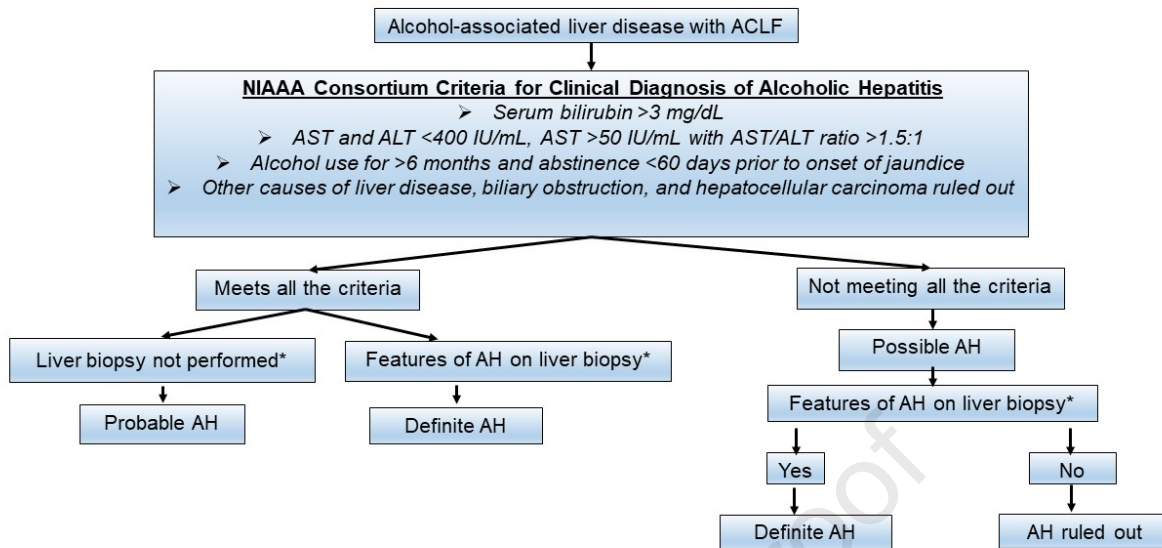 Alcohol-associated liver disease with ACLF
NIAAA Consortium Criteria for Clinical Diagnosis of Alcoholic Hepatitis
➢ Serum bilirubin >3 mg/dL
➢ AST and ALT <400 IU/mL, AST >50 IU/mL with AST/ALT ratio >1.5:1
➢ Alcohol use for >6 months and abstinence <60 days prior to onset of jaundice
➢ Other causes of liver disease, biliary obstruction, and hepatocellular carcinoma ruled out
Meets all the criteria
Not meeting all the criteria
Liver biopsy not performed*
Features of AH on liver biopsy*
Possible AH
Probable AH
Definite AH
Features of AH on liver biopsy*
Yes
No
Definite AH
AH ruled out